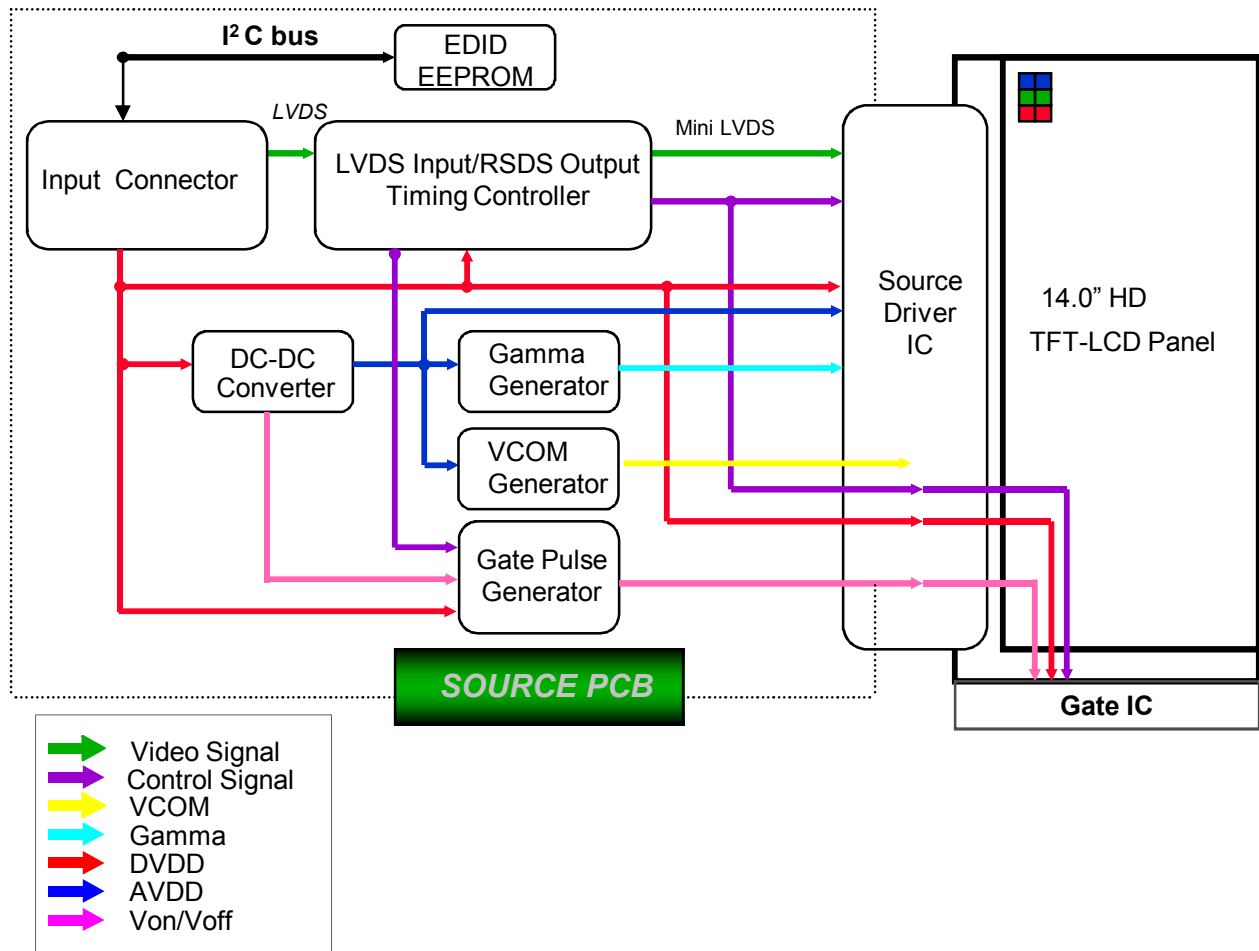 I² C bus
EDID
EEPROM
LVDS
Mini LVDS
Input Connector
LVDS Input/RSDS Output
Timing Controller
Source
Driver
IC
14.0” HD
TFT-LCD Panel
DC-DC
Converter
Gamma
Generator
VCOM
Generator
Gate Pulse
Generator
SOURCE PCB
Gate IC
Video Signal
Control Signal
VCOM
Gamma
DVDD
AVDD
Von/Voff